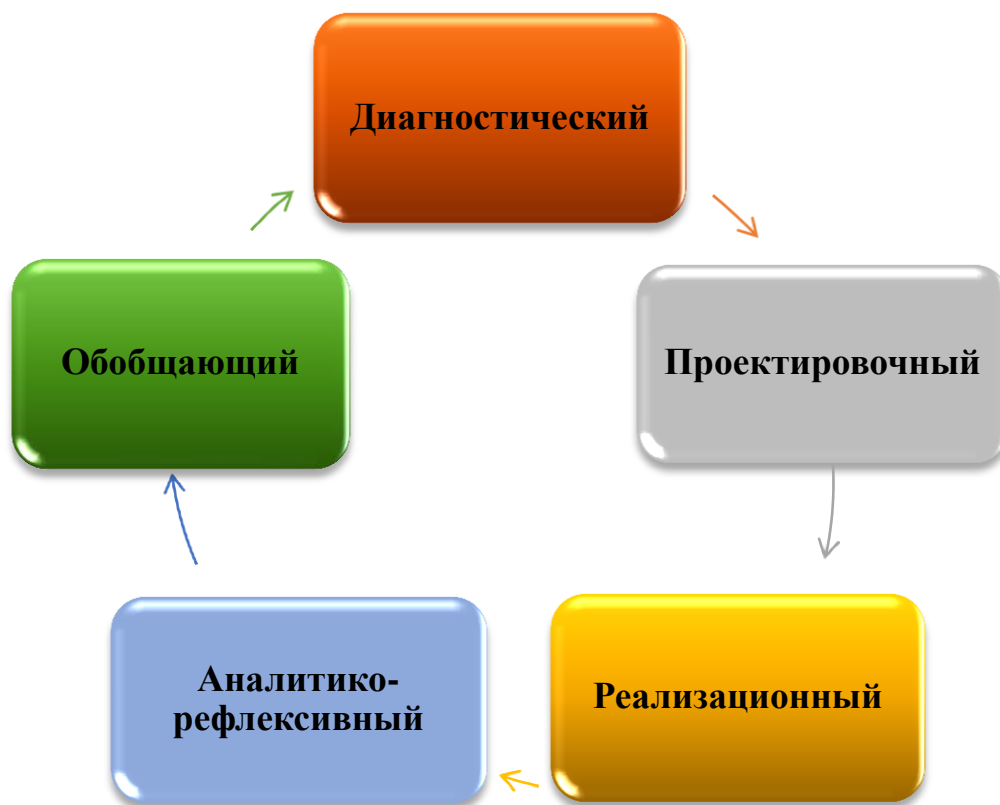 Диагностический
Проектировочный
Реализационный
Аналитико-
рефлексивный
Обобщающий